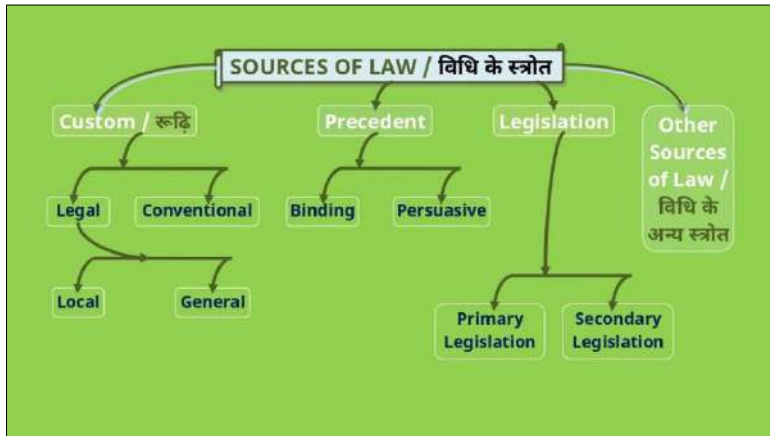 SOURCES OF LAW / विधि के स्त्रोत
Custom / रूढ़ि
Precedent
Legislation
Other
Sources
of Law /
विधि के
अन्य स्त्रोत
Legal
Conventional
Binding
Persuasive
Local
General
Primary
Legislation
Secondary
Legislation